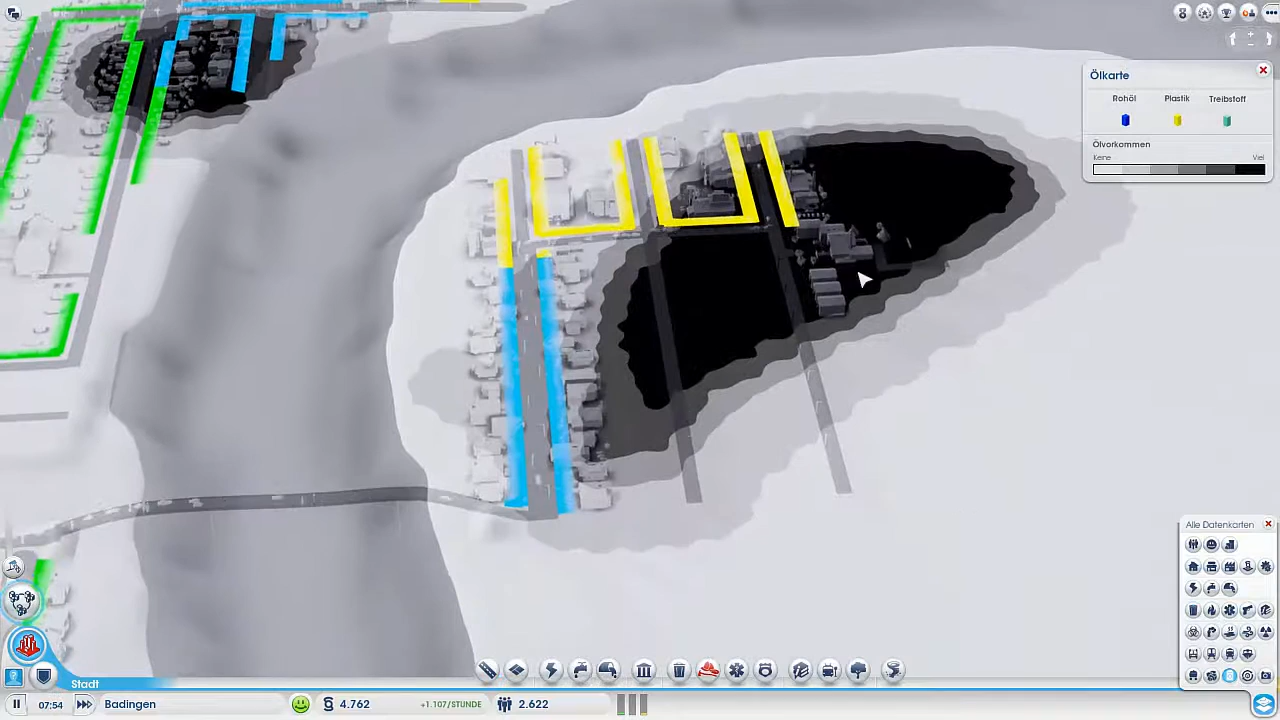 Ölkarte
Rohöl Plastik Treibstoff
Ölvorkommen
Kene Viel
Alle Datenkarten
Stadt
07:54 Badingen 4.762 +1.107/STUNDE 2.622